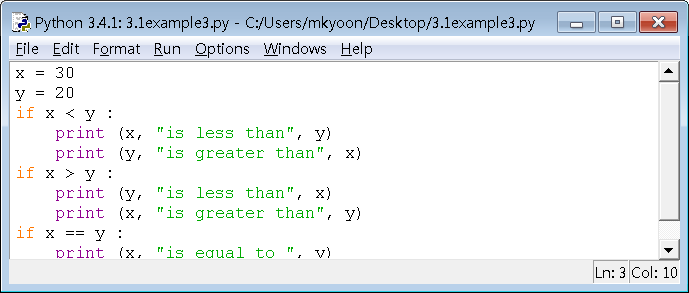 Python 3.4.1: 3.1example3.py - C:/Users/mkyoon/Desktop/3.1example3.py
File Edit Format Run Options Windows Help
x = 30
y = 20
if x < y :
    print (x, "is less than", y)
    print (y, "is greater than", x)
if x > y :
    print (y, "is less than", x)
    print (x, "is greater than", y)
if x == y :
    print (x, "is equal to ", y)
Ln: 3 Col: 10